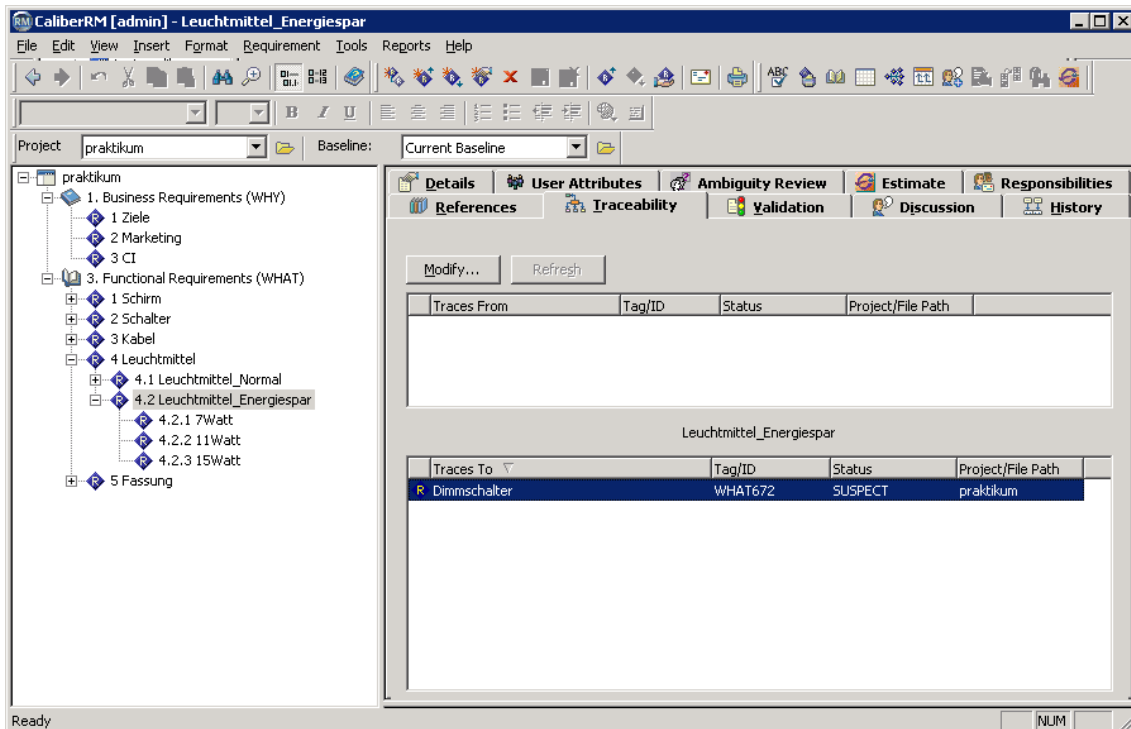 CaliberRM [admin] - Leuchtmittel_Energiespar
File Edit View Insert Format Requirement Tools Reports Help
Project praktikum Baseline: Current Baseline
praktikum
1. Business Requirements (WHY)
1 Ziele
2 Marketing
3 CI
3. Functional Requirements (WHAT)
1 Schirm
2 Schalter
3 Kabel
4 Leuchtmittel
4.1 Leuchtmittel_Normal
4.2 Leuchtmittel_Energiespar
4.2.1 7Watt
4.2.2 11Watt
4.2.3 15Watt
5 Fassung
Details User Attributes Ambiguity Review Estimate Responsibilities
References Traceability Validation Discussion History
Modify... Refresh
Traces From Tag/ID Status Project/File Path
Leuchtmittel_Energiespar
Traces To Tag/ID Status Project/File Path
R Dimmschalter WHAT672 SUSPECT praktikum
Ready NUM